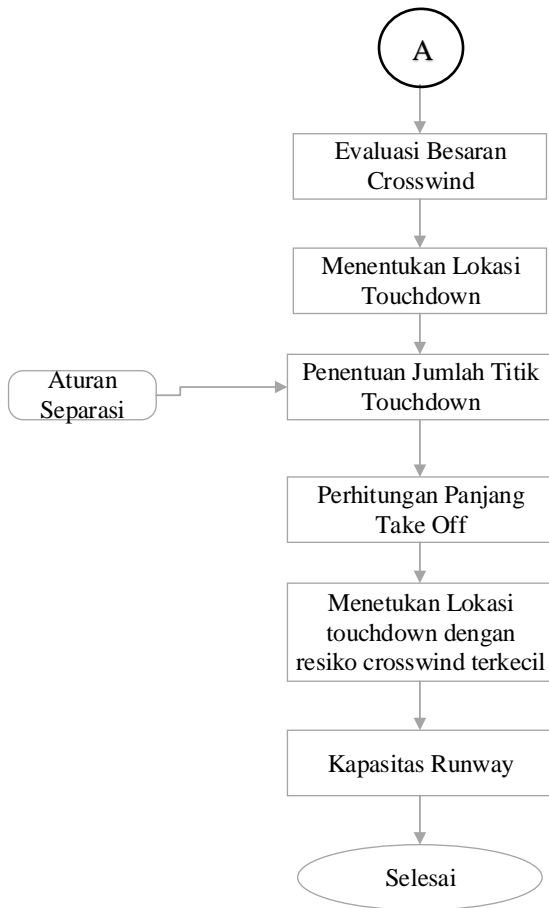 A
Evaluasi Besaran
Crosswind
Menentukan Lokasi
Touchdown
Aturan
Separasi
Penentuan Jumlah Titik
Touchdown
Perhitungan Panjang
Take Off
Menetukan Lokasi
touchdown dengan
resiko crosswind terkecil
Kapasitas Runway
Selesai